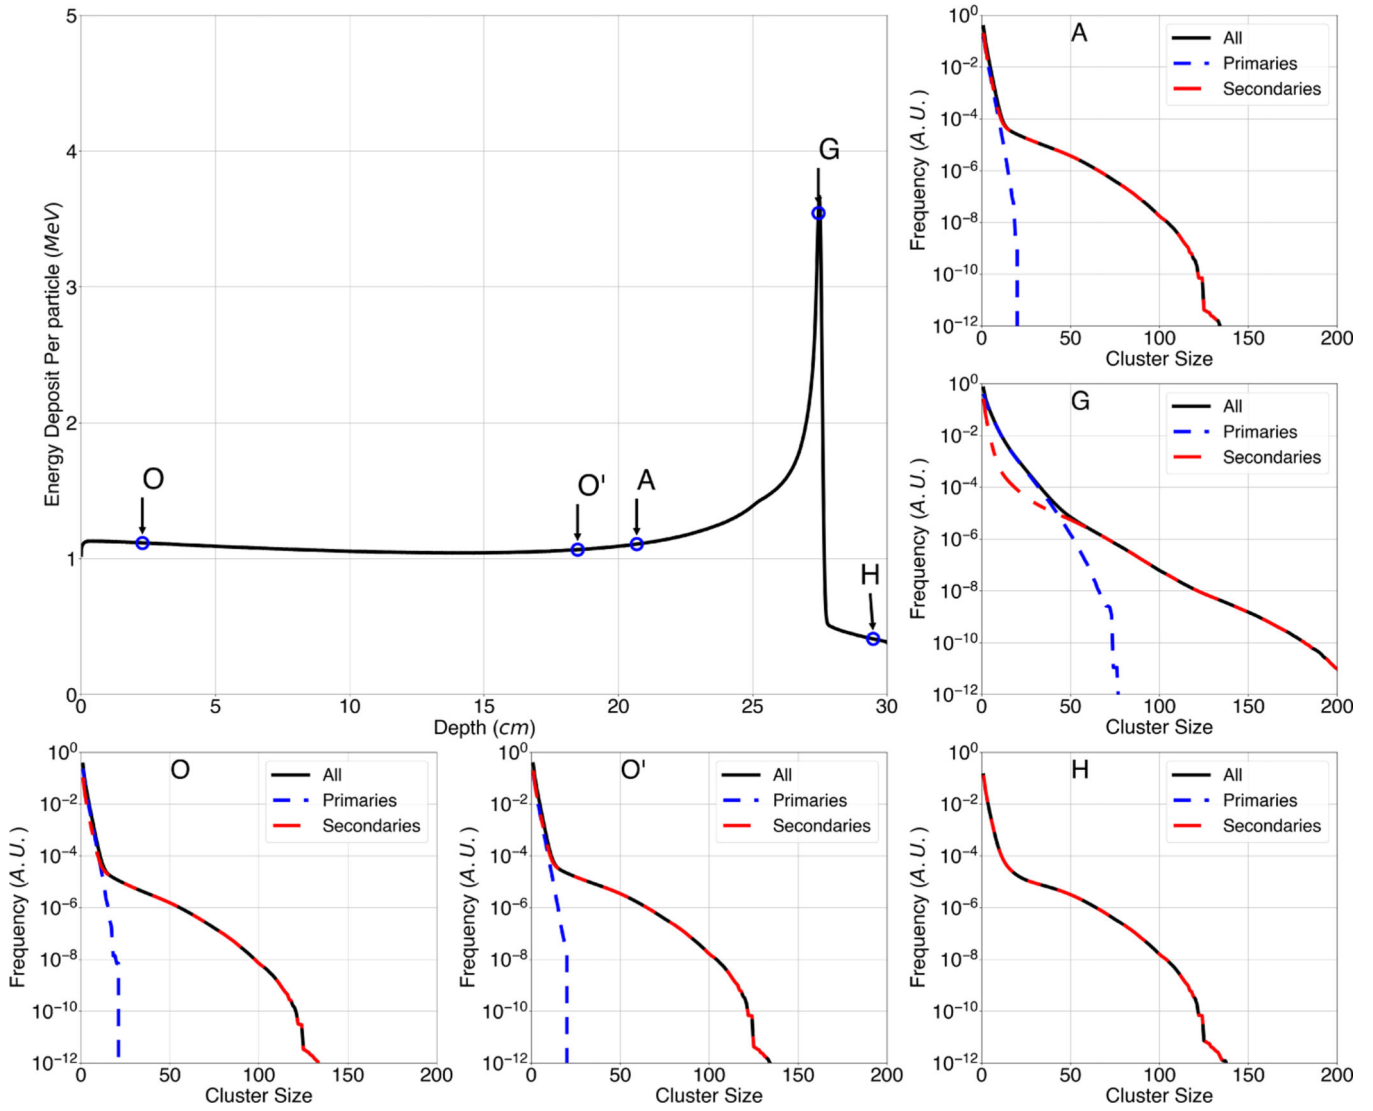 5
4
3
2
1
0
Energy Deposit Per particle (MeV)
O
O'
A
G
H
0 5 10 15 20 25 30
Depth (cm)
A
All
Primaries
Secondaries
10⁰
10⁻²
10⁻⁴
10⁻⁶
10⁻⁸
10⁻¹⁰
10⁻¹²
Frequency (A. U.)
0 50 100 150 200
Cluster Size
G
All
Primaries
Secondaries
10⁰
10⁻²
10⁻⁴
10⁻⁶
10⁻⁸
10⁻¹⁰
10⁻¹²
Frequency (A. U.)
0 50 100 150 200
Cluster Size
O
All
Primaries
Secondaries
10⁰
10⁻²
10⁻⁴
10⁻⁶
10⁻⁸
10⁻¹⁰
10⁻¹²
Frequency (A. U.)
0 50 100 150 200
Cluster Size
O'
All
Primaries
Secondaries
10⁰
10⁻²
10⁻⁴
10⁻⁶
10⁻⁸
10⁻¹⁰
10⁻¹²
Frequency (A. U.)
0 50 100 150 200
Cluster Size
H
All
Primaries
Secondaries
10⁰
10⁻²
10⁻⁴
10⁻⁶
10⁻⁸
10⁻¹⁰
10⁻¹²
Frequency (A. U.)
0 50 100 150 200
Cluster Size